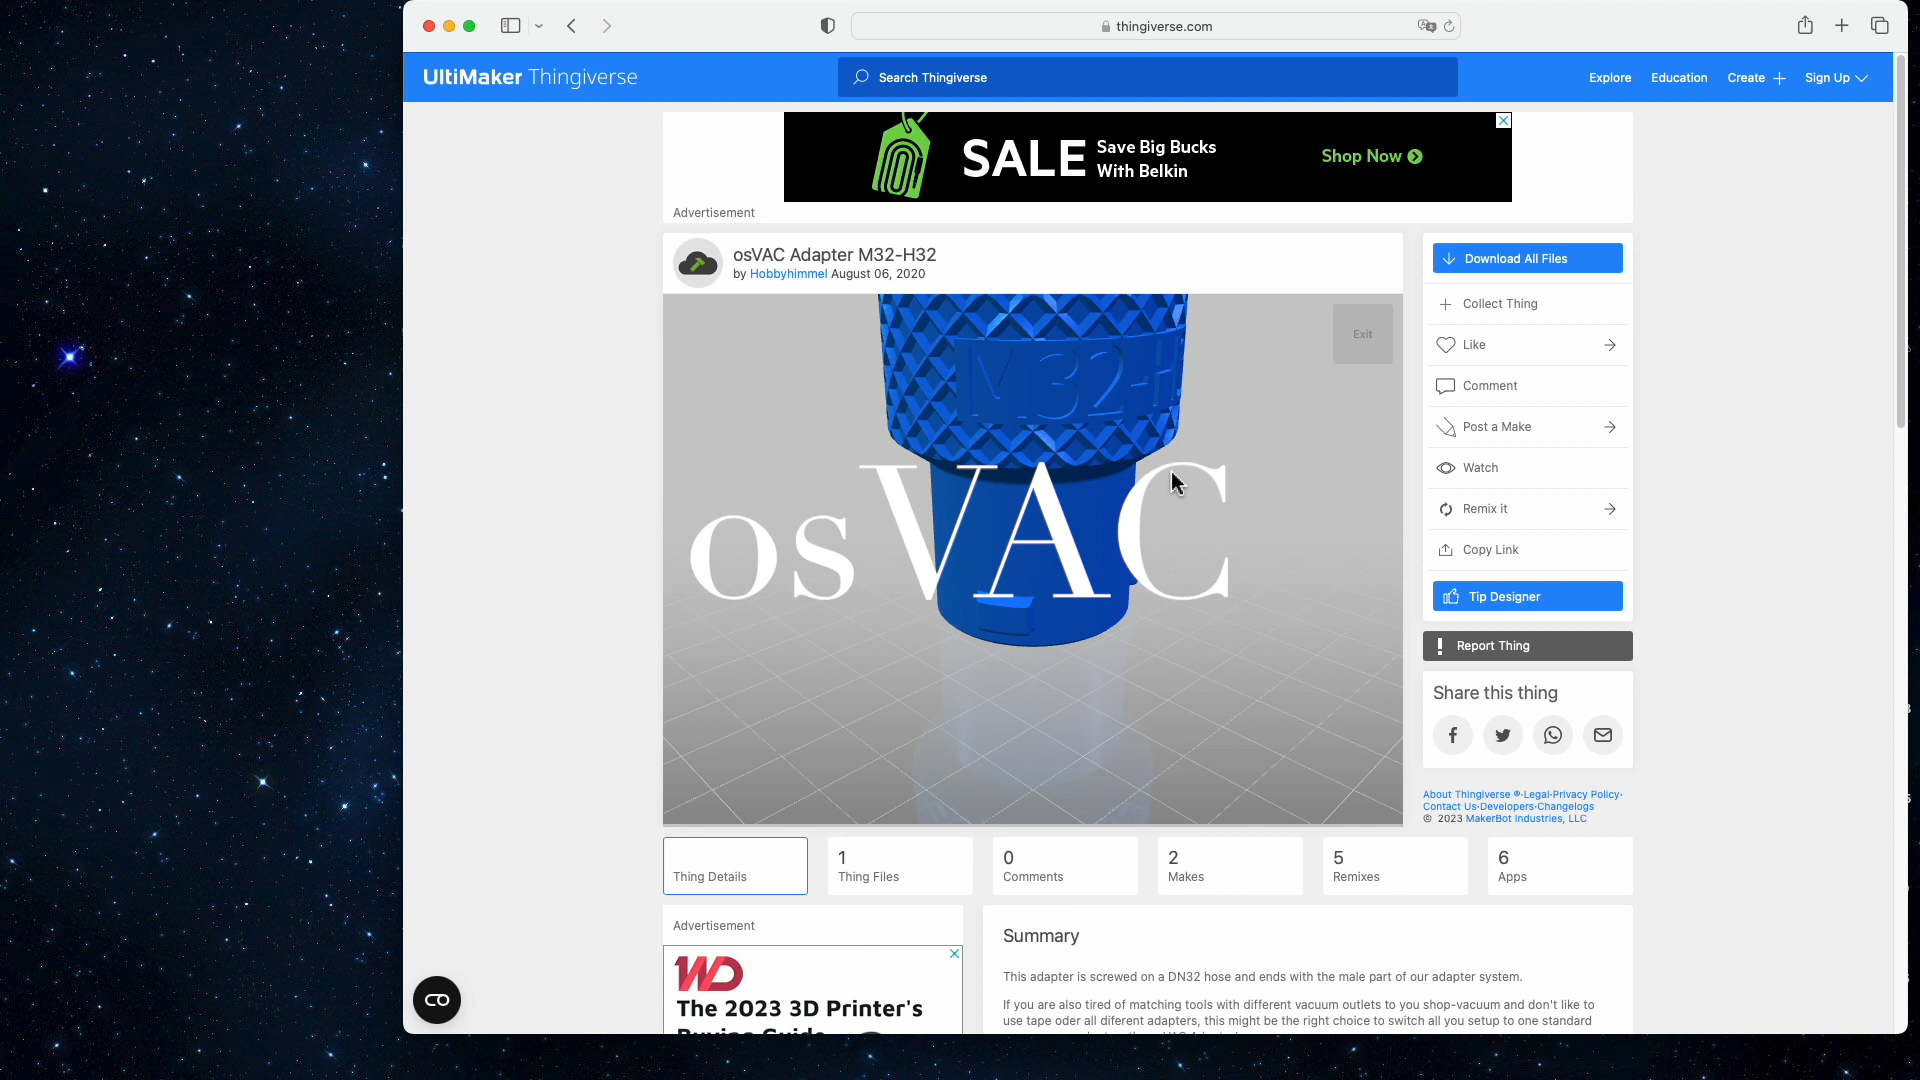 thingiverse.com
UltiMaker Thingiverse
Search Thingiverse
Explore
Education
Create
Sign Up
SALE
Save Big Bucks
With Belkin
Shop Now
Advertisement
osVAC Adapter M32-H32
by Hobbyhimmel August 06, 2020
Exit
M32-H
osVAC
Download All Files
Collect Thing
Like
Comment
Post a Make
Watch
Remix it
Copy Link
Tip Designer
Report Thing
Share this thing
About Thingiverse ®·Legal·Privacy Policy·
Contact Us·Developers·Changelogs
© 2023 MakerBot Industries, LLC
Thing Details
1
Thing Files
0
Comments
2
Makes
5
Remixes
6
Apps
Advertisement
The 2023 3D Printer's
Buying Guide
Summary
This adapter is screwed on a DN32 hose and ends with the male part of our adapter system.
If you are also tired of matching tools with different vacuum outlets to you shop-vacuum and don't like to
use tape oder all diferent adapters, this might be the right choice to switch all you setup to one standard